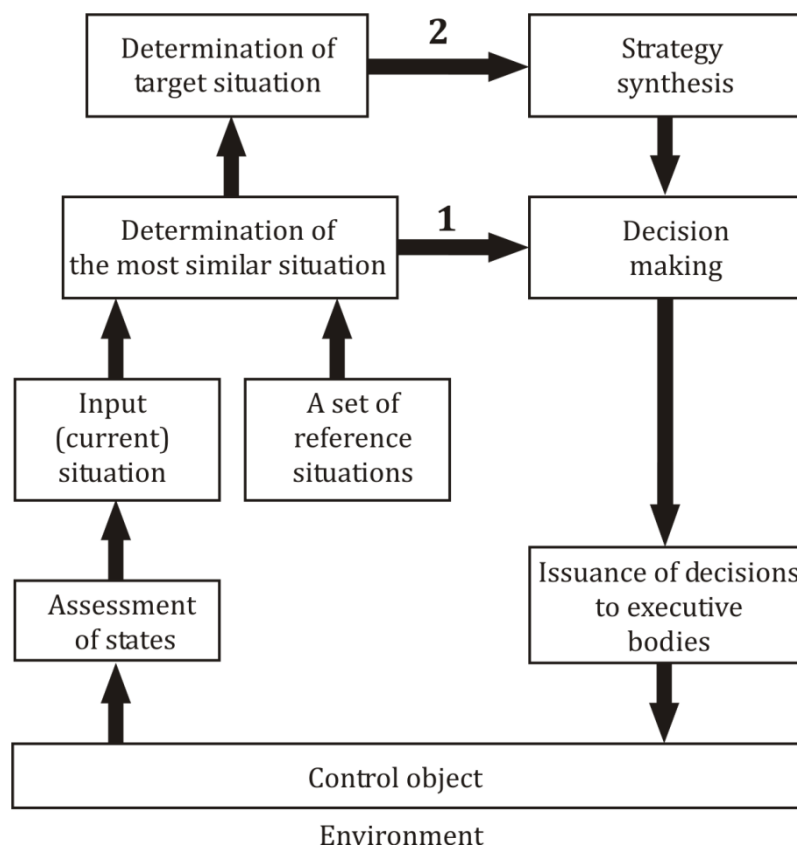 Determination of
target situation
2
Strategy
synthesis
Determination of
the most similar situation
1
Decision
making
Input
(current)
situation
A set of
reference
situations
Assessment
of states
Issuance of decisions
to executive
bodies
Control object
Environment